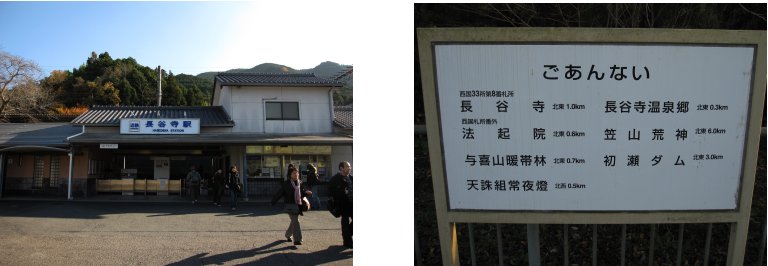 近鉄
長谷寺駅
HASEDERA STATION
ごあんない
西国33所第8番札所
長谷寺 北東 1.0km
西国札所番外
法起院 北東 0.8km
与喜山暖帯林 北東 0.7km
天誅組常夜燈 北西 0.5km
長谷寺温泉郷 北東 0.3km
笠山荒神 北東 6.0km
初瀬ダム 北東 3.0km